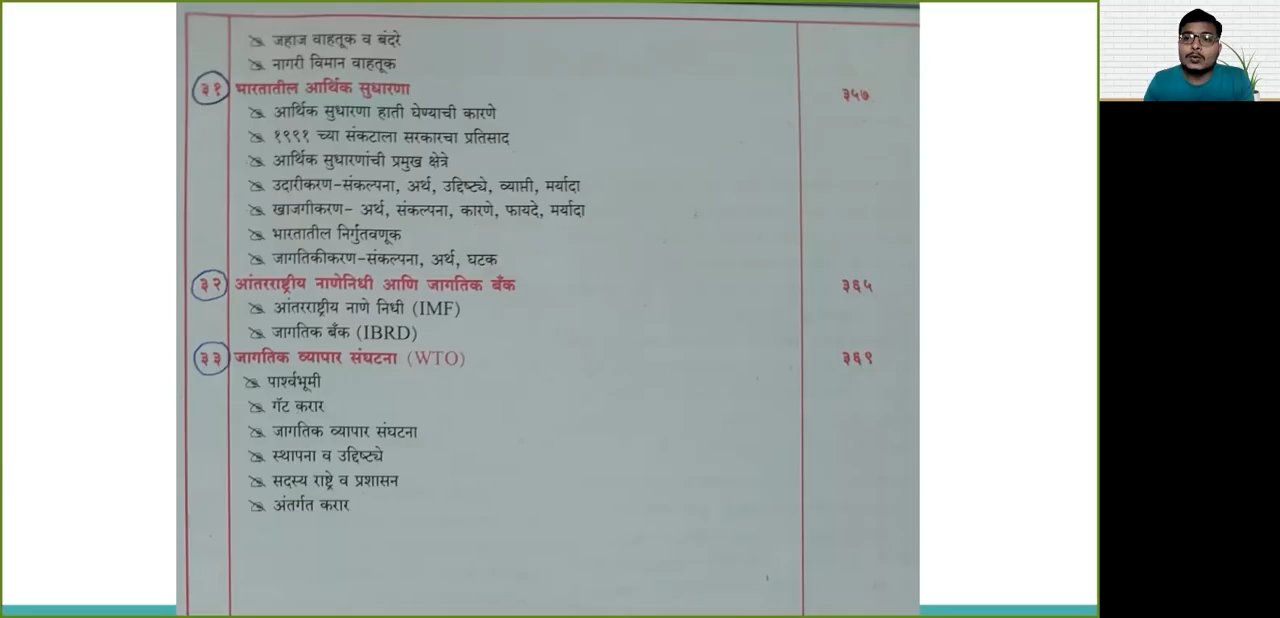 जहाज वाहतूक व बंदरे
नागरी विमान वाहतूक
३१ भारतातील आर्थिक सुधारणा ३५७
आर्थिक सुधारणा हाती घेण्याची कारणे
१९९१ च्या संकटाला सरकारचा प्रतिसाद
आर्थिक सुधारणांची प्रमुख क्षेत्रे
उदारीकरण-संकल्पना, अर्थ, उद्दिष्ट्ये, व्याप्ती, मर्यादा
खाजगीकरण- अर्थ, संकल्पना, कारणे, फायदे, मर्यादा
भारतातील निर्गुंतवणूक
जागतिकीकरण-संकल्पना, अर्थ, घटक
३२ आंतरराष्ट्रीय नाणेनिधी आणि जागतिक बँक ३६५
आंतरराष्ट्रीय नाणे निधी (IMF)
जागतिक बँक (IBRD)
३३ जागतिक व्यापार संघटना (WTO) ३६९
पार्श्वभूमी
गॅट करार
जागतिक व्यापार संघटना
स्थापना व उद्दिष्ट्ये
सदस्य राष्ट्रे व प्रशासन
अंतर्गत करार